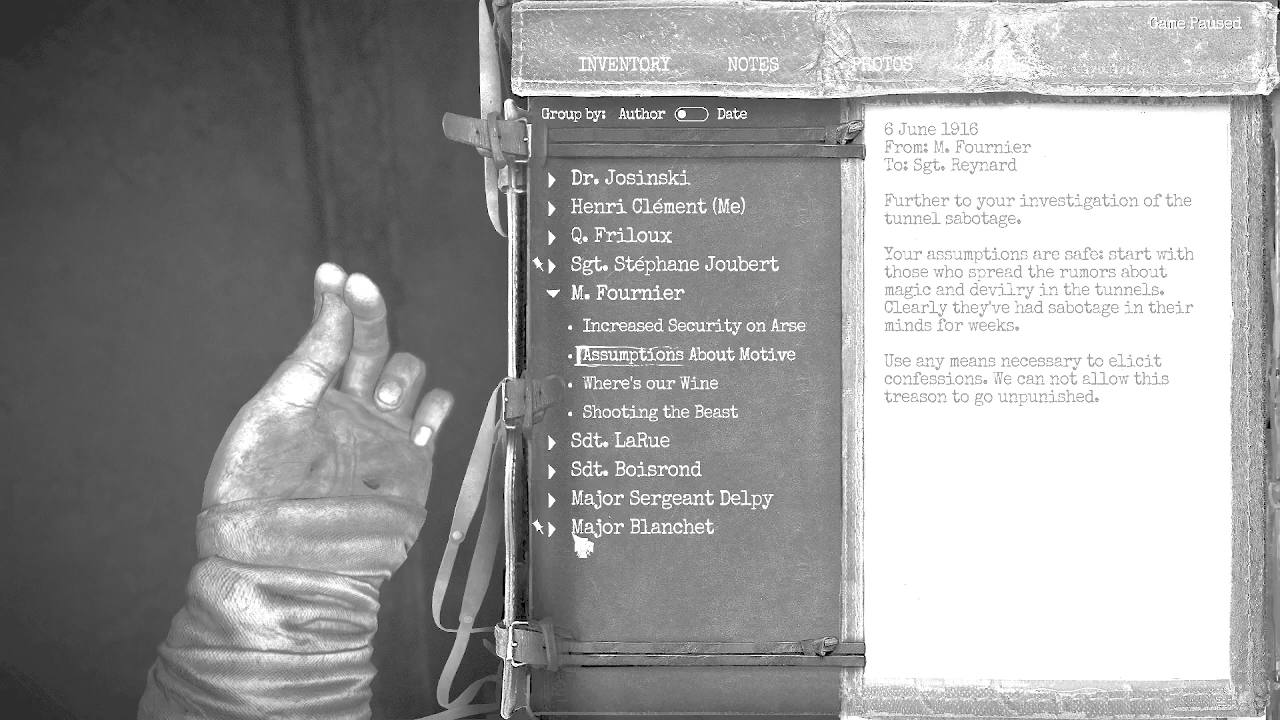 Game Paused
INVENTORY NOTES PHOTOS
Group by: Author Date
Dr. Josinski
Henri Clément (Me)
Q. Friloux
Sgt. Stéphane Joubert
M. Fournier
Increased Security on Arse
Assumptions About Motive
Where's our Wine
Shooting the Beast
Sdt. LaRue
Sdt. Boisrond
Major Sergeant Delpy
Major Blanchet
6 June 1916
From: M. Fournier
To: Sgt. Reynard
Further to your investigation of the
tunnel sabotage.
Your assumptions are safe: start with
those who spread the rumors about
magic and devilry in the tunnels.
Clearly they've had sabotage in their
minds for weeks.
Use any means necessary to elicit
confessions. We can not allow this
treason to go unpunished.